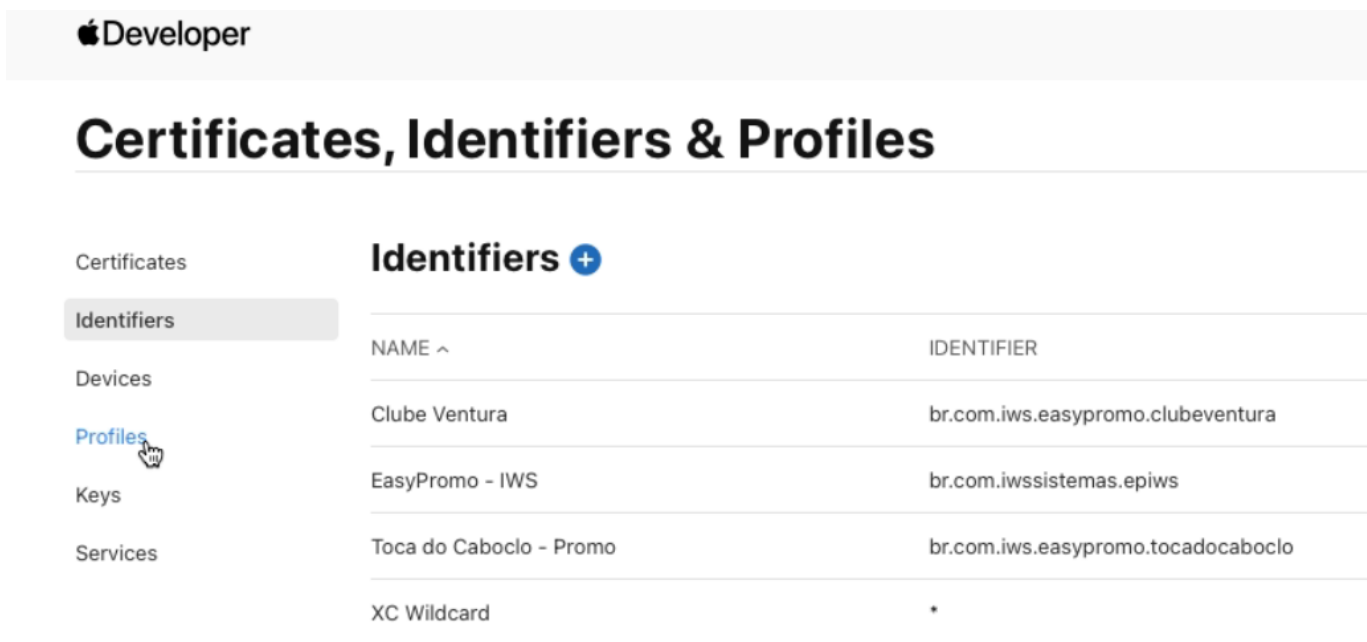 Developer
Certificates, Identifiers & Profiles
Certificates
Identifiers
Devices
Profiles
Keys
Services
Identifiers
NAME IDENTIFIER
Clube Ventura br.com.iws.easypromo.clubeventura
EasyPromo - IWS br.com.iwssistemas.epiws
Toca do Caboclo - Promo br.com.iws.easypromo.tocadocaboclo
XC Wildcard *